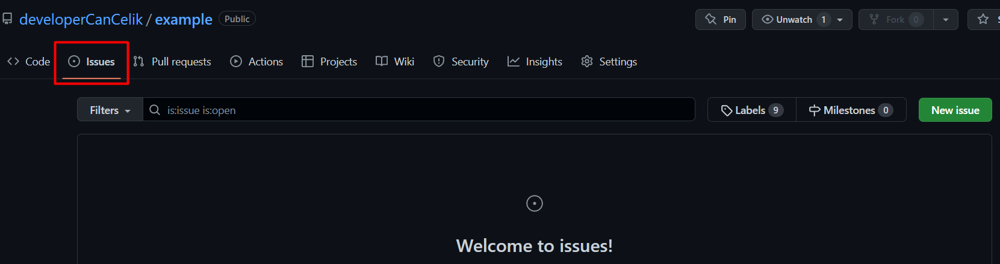 developerCanCelik / example Public Pin Unwatch 1 Fork 0
Code Issues Pull requests Actions Projects Wiki Security Insights Settings
Filters is:issue is:open Labels 9 Milestones 0 New issue
Welcome to issues!